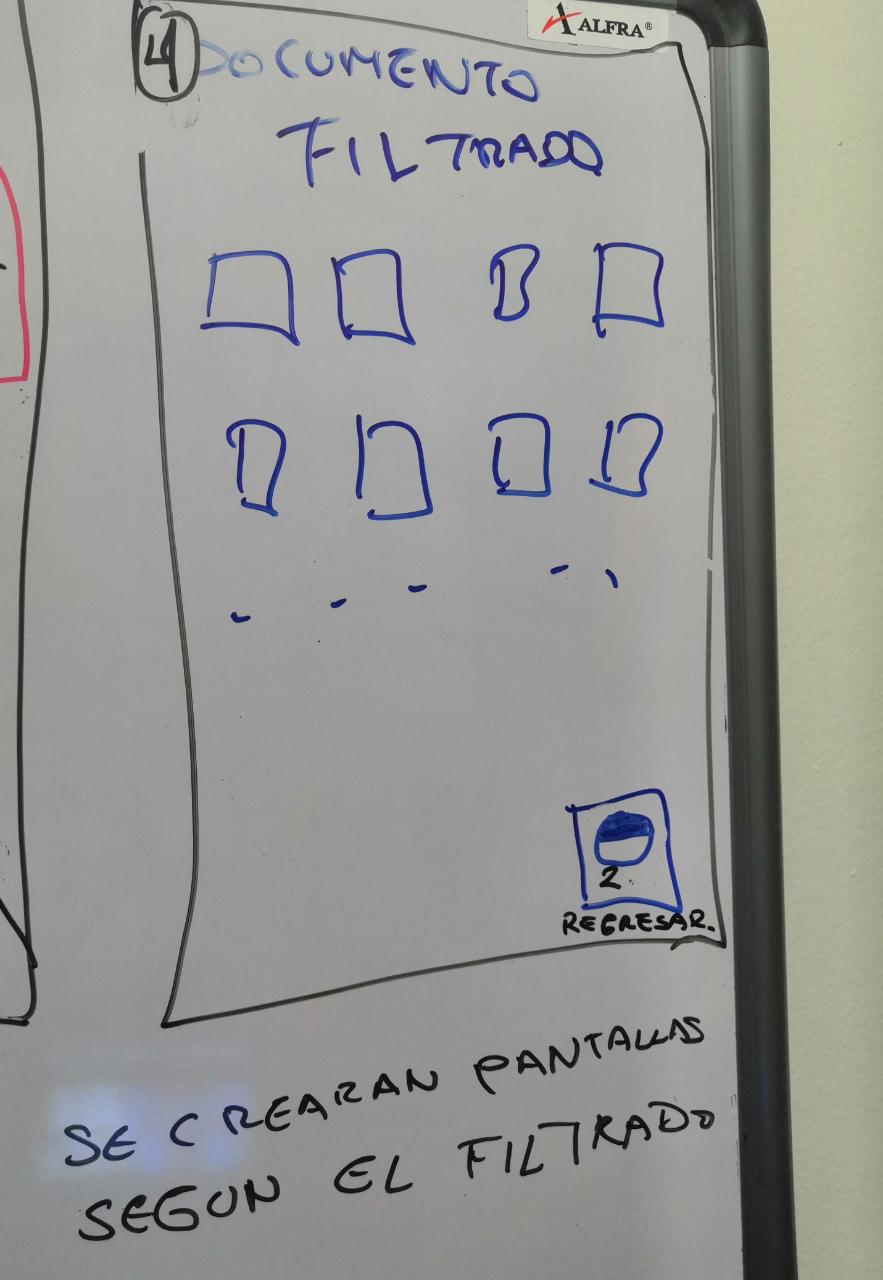 ALFRA®
4
DOCUMENTO
FILTRADO
2.
REGRESAR.
SE CREARAN PANTALLAS
SEGUN EL FILTRADO